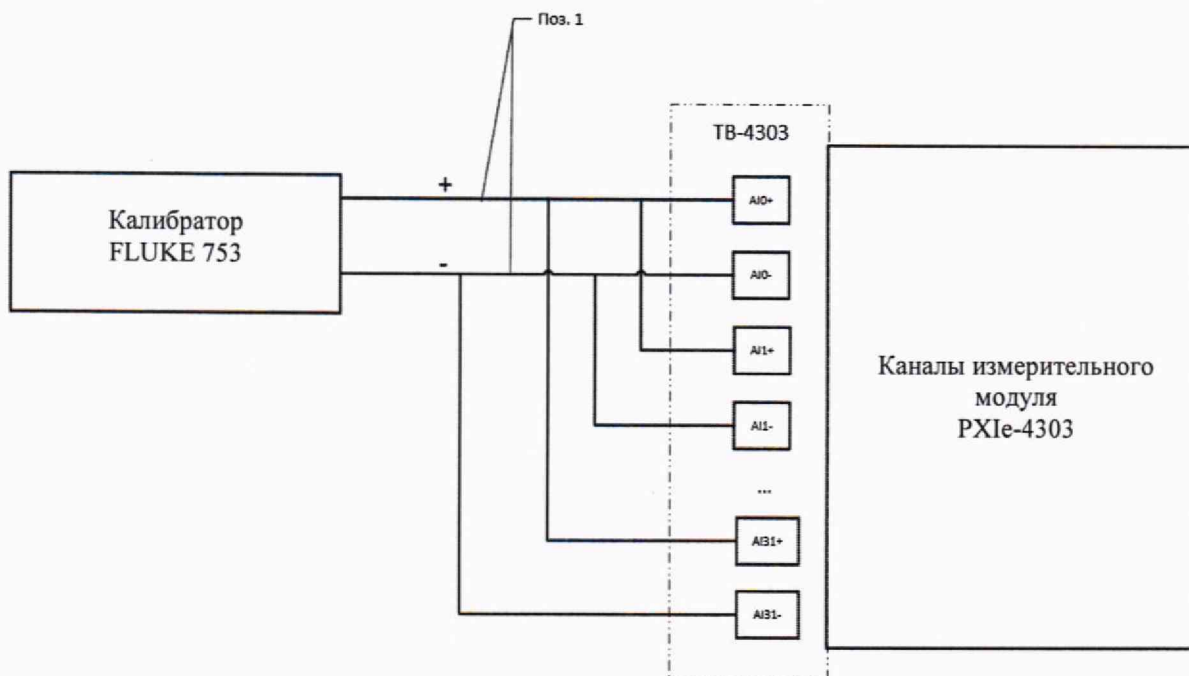 Поз. 1
ТВ-4303
+
-
Калибратор
FLUKE 753
AI0+
AI0-
AI1+
AI1-
...
AI31+
AI31-
Каналы измерительного
модуля
PXIe-4303